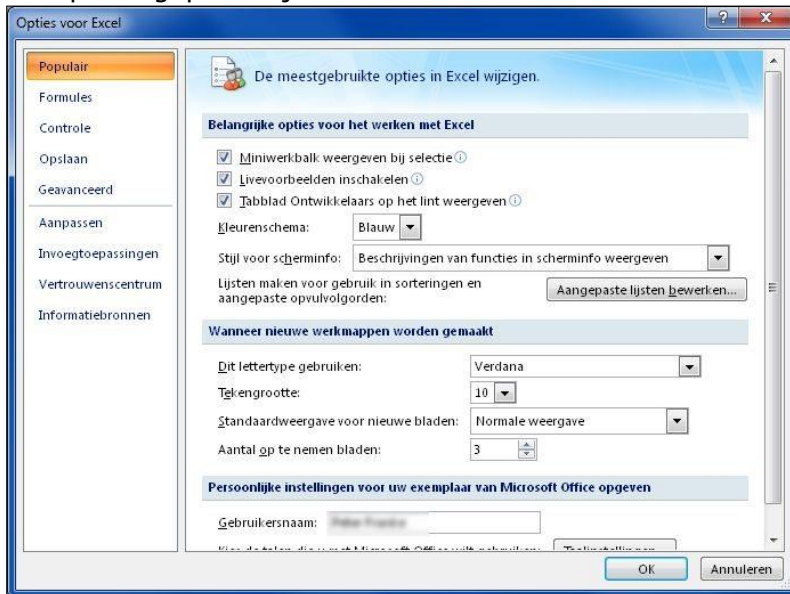 Opties voor Excel
Populair
Formules
Controle
Opslaan
Geavanceerd
Aanpassen
Invoegtoepassingen
Vertrouwenscentrum
Informatiebronnen
De meestgebruikte opties in Excel wijzigen.
Belangrijke opties voor het werken met Excel
Miniwerkbalk weergeven bij selectie
Livevoorbeelden inschakelen
Tabblad Ontwikkelaars op het lint weergeven
Kleurenschema: Blauw
Stijl voor scherminfo: Beschrijvingen van functies in scherminfo weergeven
Lijsten maken voor gebruik in sorteringen en
aangepaste opvulvolgorden:
Aangepaste lijsten bewerken...
Wanneer nieuwe werkmappen worden gemaakt
Dit lettertype gebruiken: Verdana
Tekengrootte: 10
Standaardweergave voor nieuwe bladen: Normale weergave
Aantal op te nemen bladen: 3
Persoonlijke instellingen voor uw exemplaar van Microsoft Office opgeven
Gebruikersnaam:
OK Annuleren